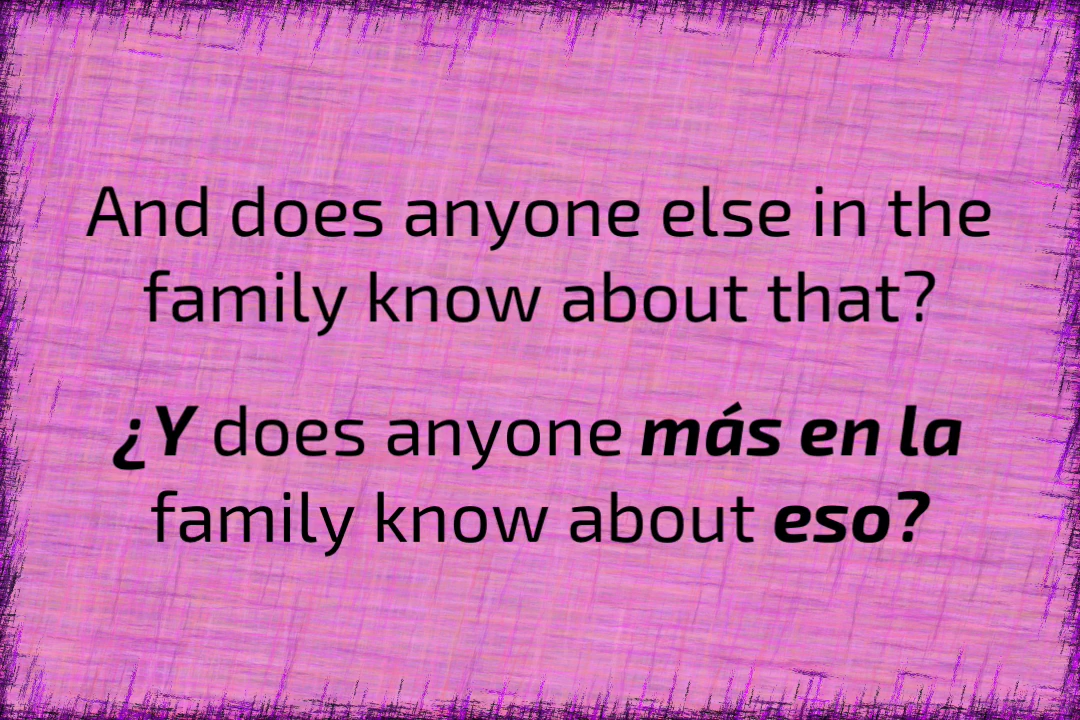 And does anyone else in the
family know about that?
¿Y does anyone más en la
family know about eso?